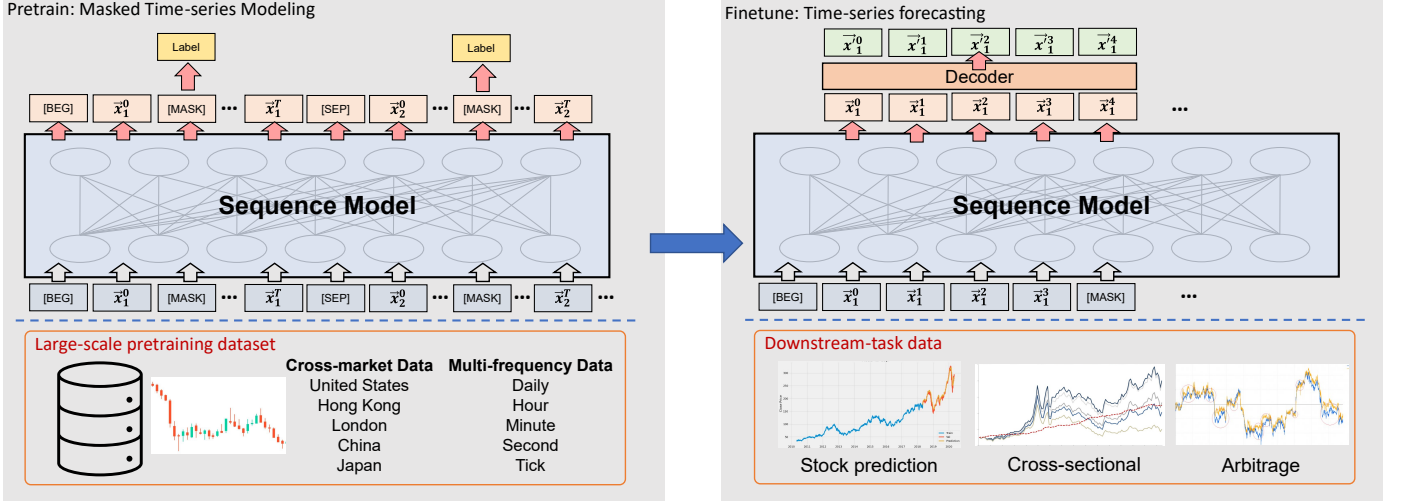 Pretrain: Masked Time-series Modeling
Label Label
[BEG] x⃗₁⁰ [MASK] ••• x⃗₁ᵀ [SEP] x⃗₂⁰ ••• [MASK] ••• x⃗₂ᵀ
Sequence Model
[BEG] x⃗₁⁰ [MASK] ••• x⃗₁ᵀ [SEP] x⃗₂⁰ ••• [MASK] ••• x⃗₂ᵀ •••
Large-scale pretraining dataset
Cross-market Data Multi-frequency Data
United States Daily
Hong Kong Hour
London Minute
China Second
Japan Tick
Finetune: Time-series forecasting
x⃗′₁⁰ x⃗′₁¹ x⃗′₁² x⃗′₁³ x⃗′₁⁴
Decoder
x⃗₁⁰ x⃗₁¹ x⃗₁² x⃗₁³ x⃗₁⁴ •••
Sequence Model
[BEG] x⃗₁⁰ x⃗₁¹ x⃗₁² x⃗₁³ [MASK] •••
Downstream-task data
Stock prediction Cross-sectional Arbitrage